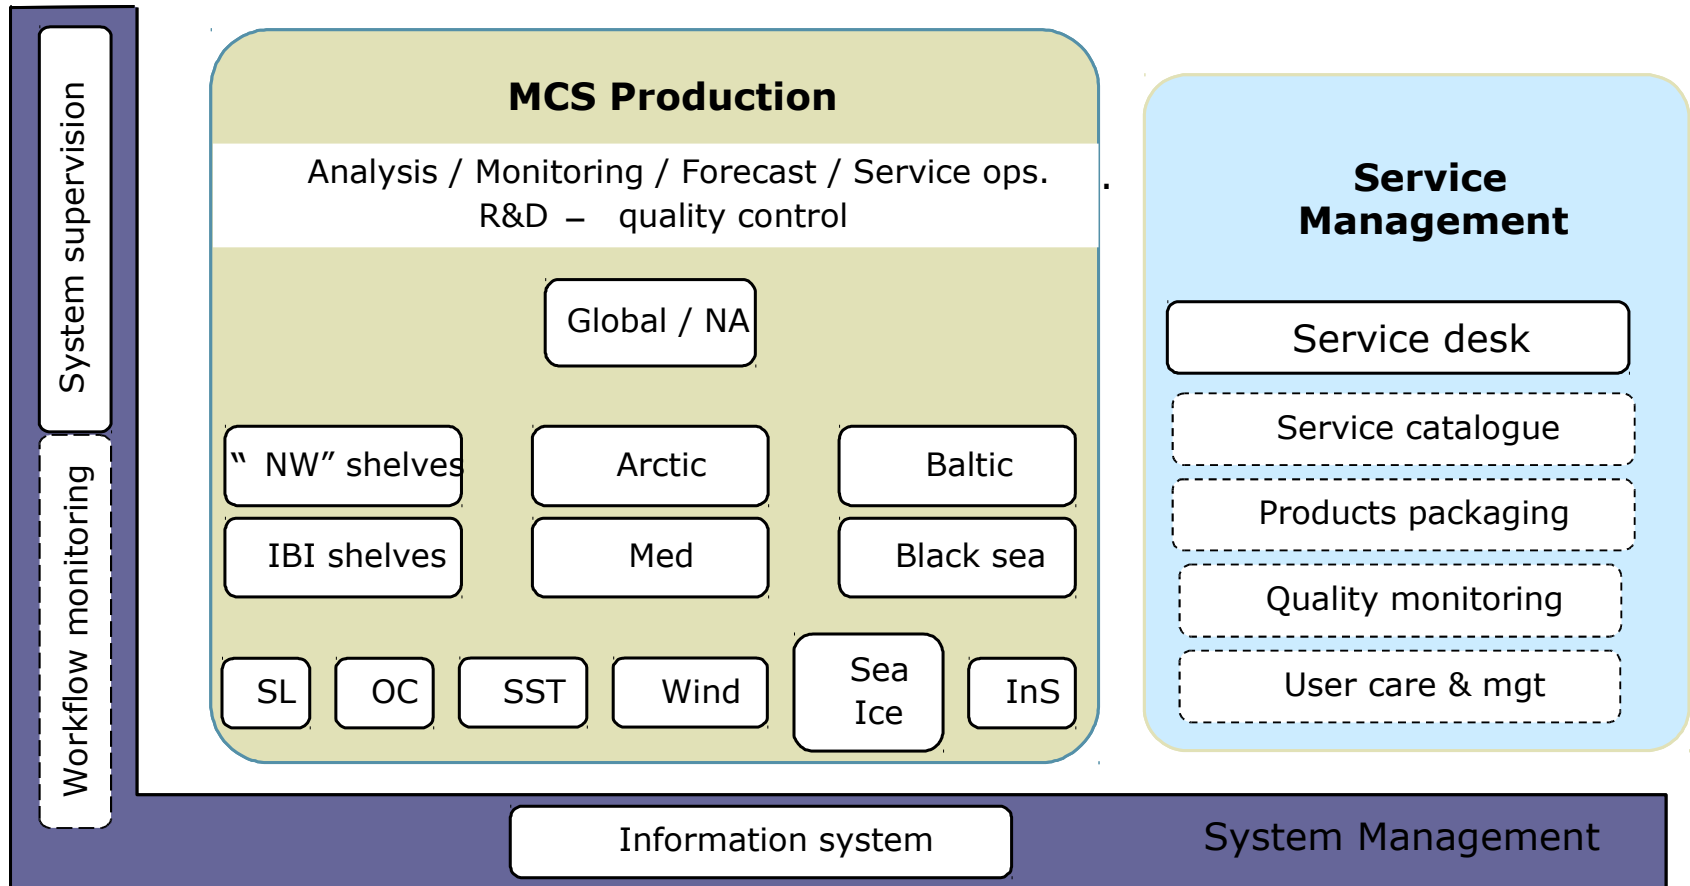 System supervision
Workflow monitoring
MCS Production
Analysis / Monitoring / Forecast / Service ops. .
R&D – quality control
Global / NA
“ NW” shelves
Arctic
Baltic
IBI shelves
Med
Black sea
SL
OC
SST
Wind
Sea
Ice
InS
Service
Management
Service desk
Service catalogue
Products packaging
Quality monitoring
User care & mgt
Information system
System Management